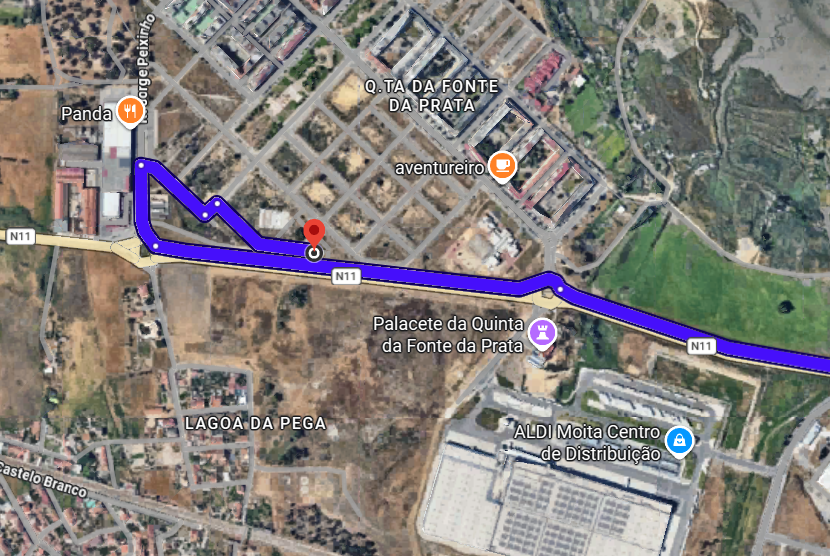 R. Jorge Peixinho
Panda
Q.TA DA FONTE
DA PRATA
aventureiro
N11
N11
Palacete da Quinta
da Fonte da Prata
N11
LAGOA DA PEGA
ALDI Moita Centro
de Distribuição
Castelo Branco